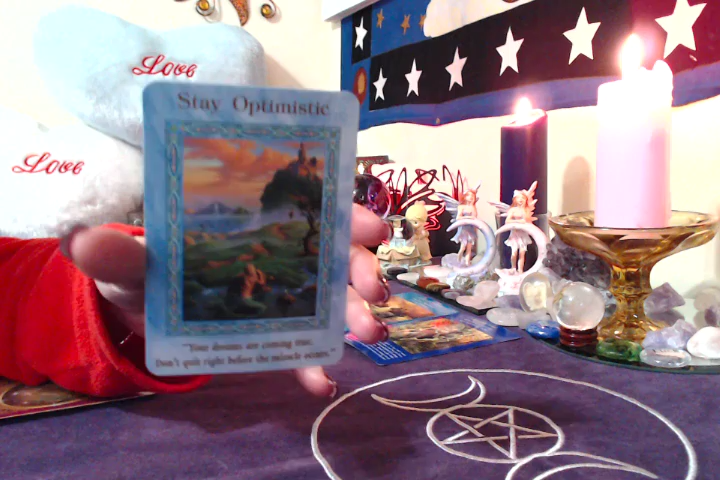 Love
Stay Optimistic
Love
"Your dreams are coming true.
Don't quit right before the miracle occurs."